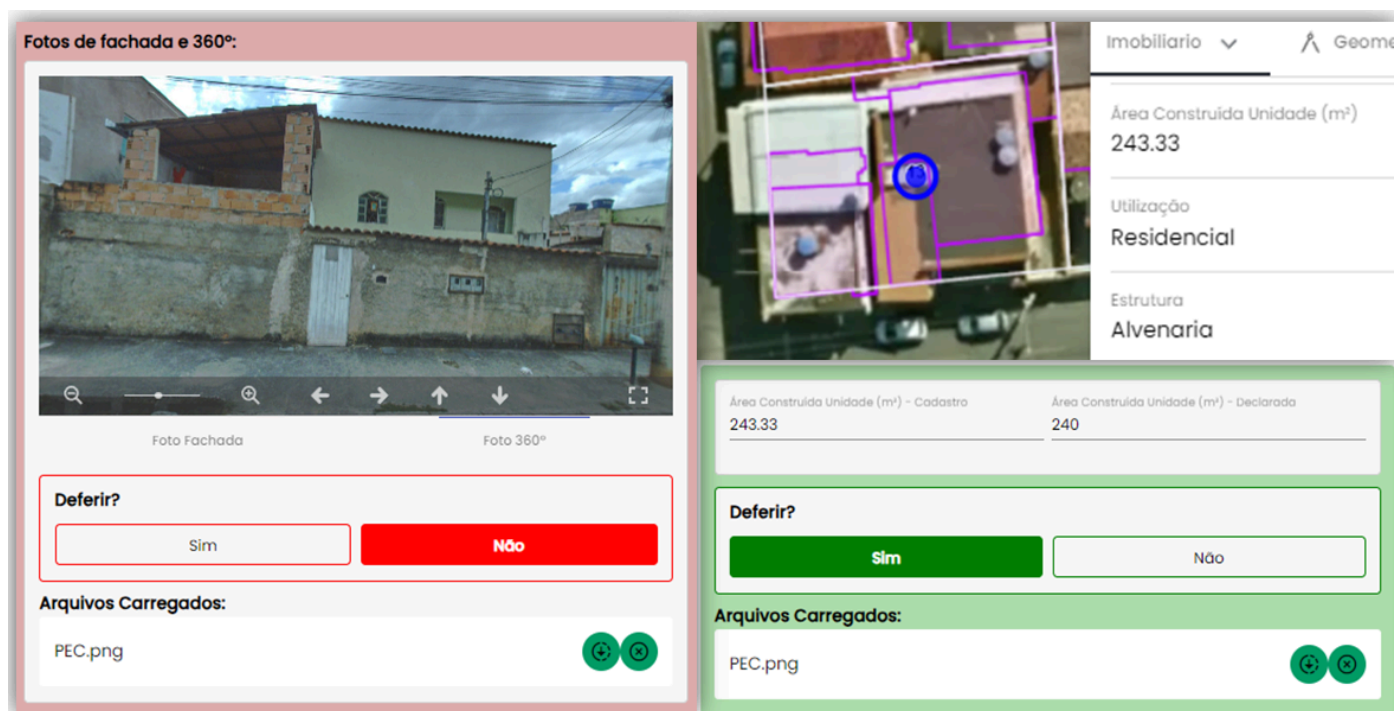 Fotos de fachada e 360º:
Foto Fachada
Foto 360º
Deferir?
Sim
Não
Arquivos Carregados:
PEC.png
13
Imobiliario
Geome
Área Construída Unidade (m²)
243.33
Utilização
Residencial
Estrutura
Alvenaria
Área Construída Unidade (m²) - Cadastro
243.33
Área Construída Unidade (m²) - Declarada
240
Deferir?
Sim
Não
Arquivos Carregados:
PEC.png